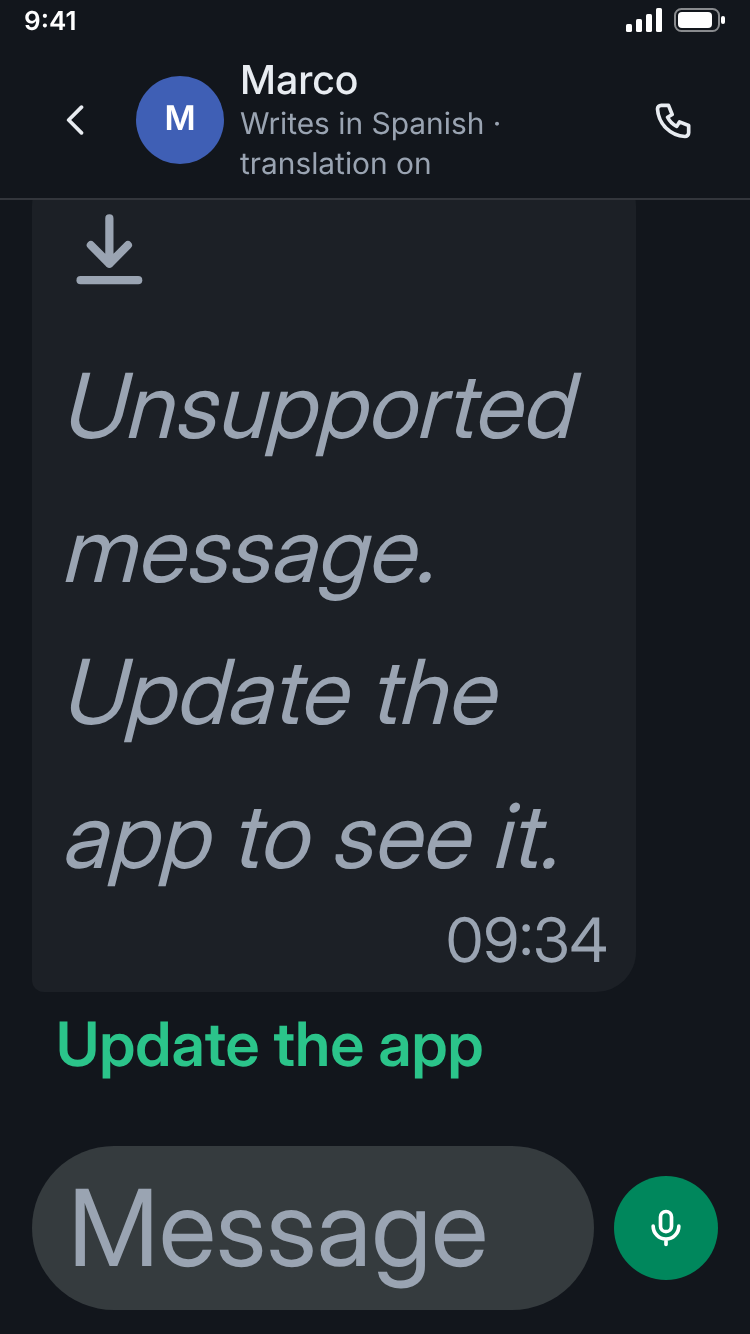 9:41
Marco
M
Writes in Spanish ·
translation on
Unsupported
message.
Update the
app to see it.
09:34
Update the app
Message